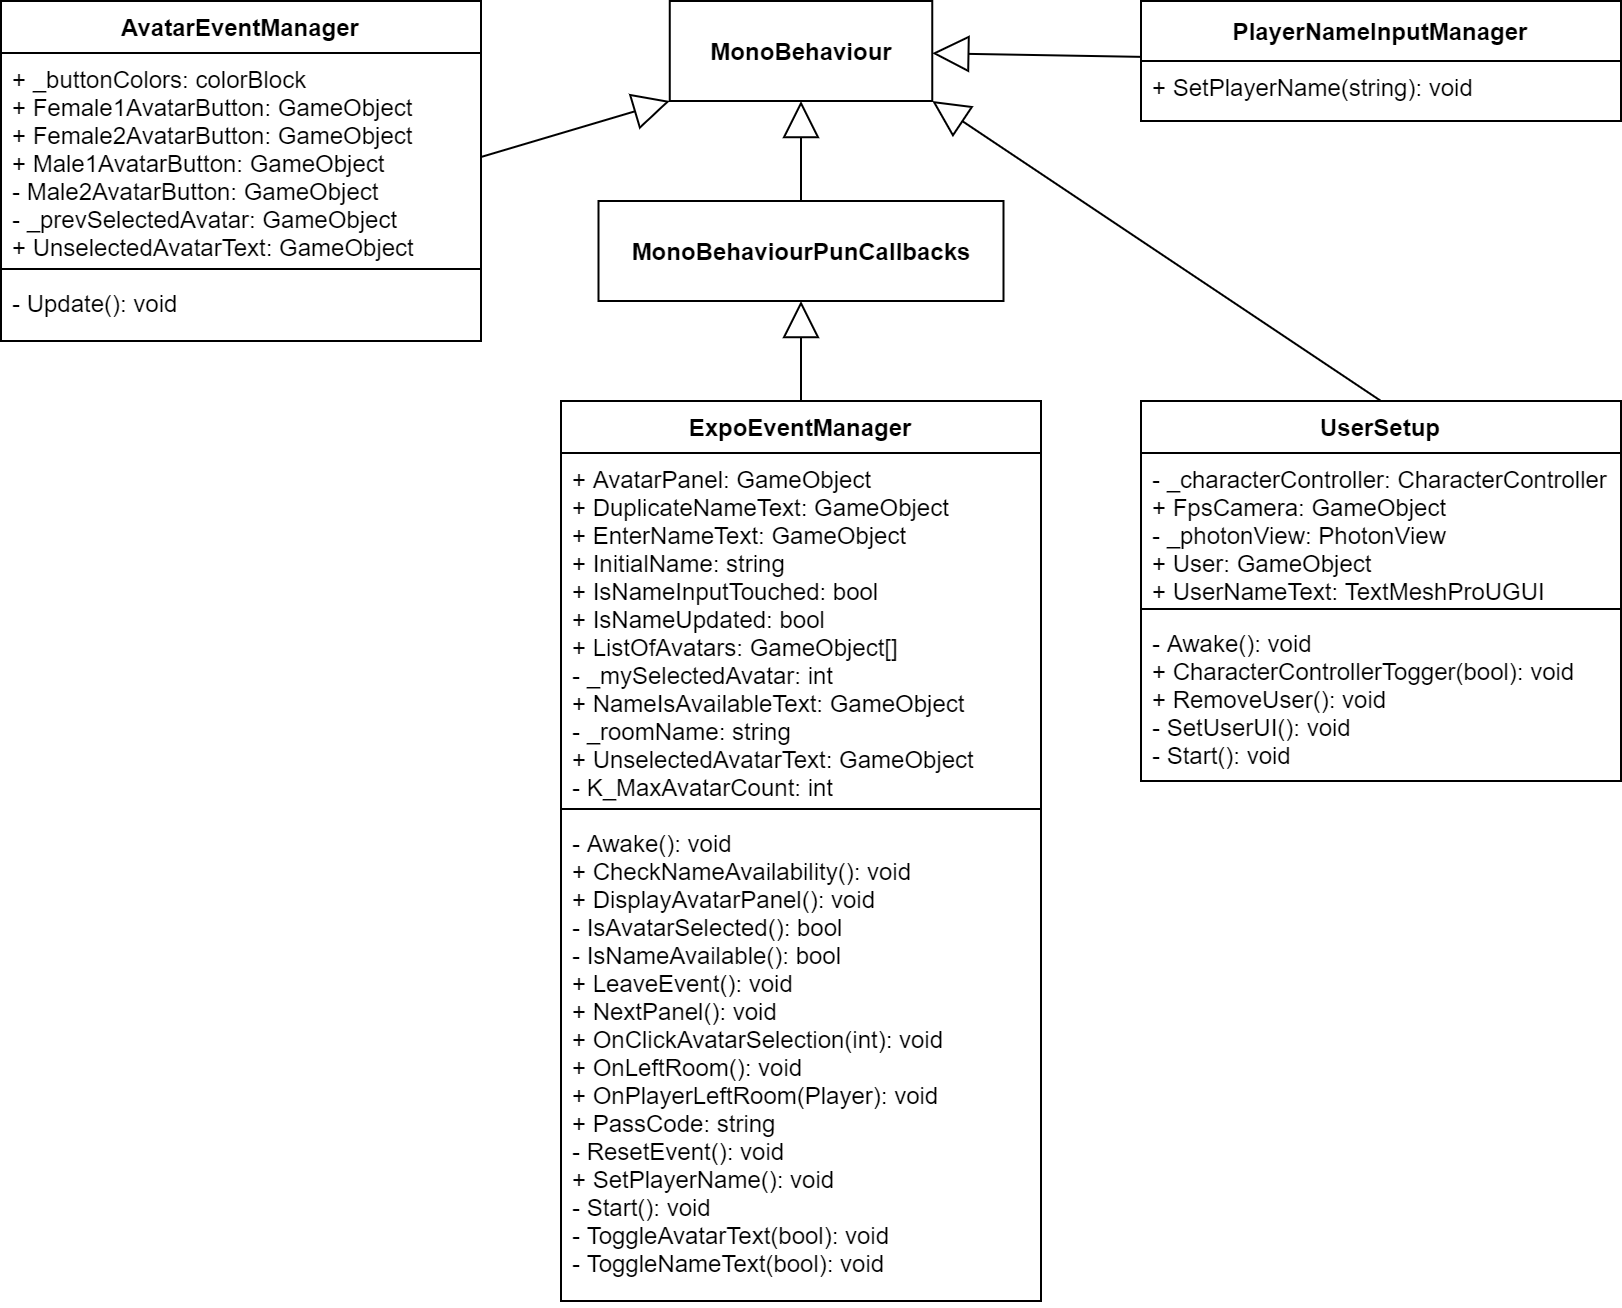 AvatarEventManager
+ _buttonColors: colorBlock
+ Female1AvatarButton: GameObject
+ Female2AvatarButton: GameObject
+ Male1AvatarButton: GameObject
- Male2AvatarButton: GameObject
- _prevSelectedAvatar: GameObject
+ UnselectedAvatarText: GameObject
- Update(): void
MonoBehaviour
PlayerNameInputManager
+ SetPlayerName(string): void
MonoBehaviourPunCallbacks
ExpoEventManager
+ AvatarPanel: GameObject
+ DuplicateNameText: GameObject
+ EnterNameText: GameObject
+ InitialName: string
+ IsNameInputTouched: bool
+ IsNameUpdated: bool
+ ListOfAvatars: GameObject[]
- _mySelectedAvatar: int
+ NameIsAvailableText: GameObject
- _roomName: string
+ UnselectedAvatarText: GameObject
- K_MaxAvatarCount: int
- Awake(): void
+ CheckNameAvailability(): void
+ DisplayAvatarPanel(): void
- IsAvatarSelected(): bool
- IsNameAvailable(): bool
+ LeaveEvent(): void
+ NextPanel(): void
+ OnClickAvatarSelection(int): void
+ OnLeftRoom(): void
+ OnPlayerLeftRoom(Player): void
+ PassCode: string
- ResetEvent(): void
+ SetPlayerName(): void
- Start(): void
- ToggleAvatarText(bool): void
- ToggleNameText(bool): void
UserSetup
- _characterController: CharacterController
+ FpsCamera: GameObject
- _photonView: PhotonView
+ User: GameObject
+ UserNameText: TextMeshProUGUI
- Awake(): void
+ CharacterControllerTogger(bool): void
+ RemoveUser(): void
- SetUserUI(): void
- Start(): void